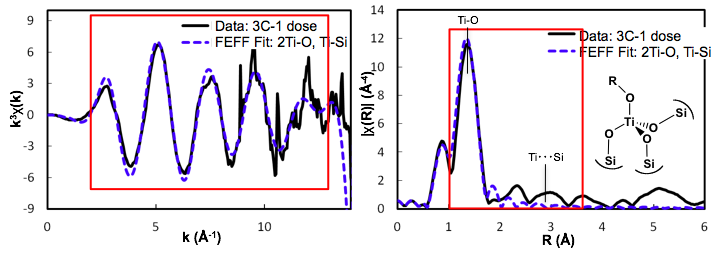 Data: 3C-1 dose
FEFF Fit: 2Ti-O, Ti-Si
k³χ(k)
9
6
3
0
-3
-6
-9
0
5
10
k (Å⁻¹)
Ti-O
Data: 3C-1 dose
FEFF Fit: 2Ti-O, Ti-Si
|χ(R)| (Å⁻⁴)
14
12
10
8
6
4
2
0
0
1
2
3
4
5
6
R (Å)
Ti···Si
R
O
Ti
O
O
O
Si
Si
Si